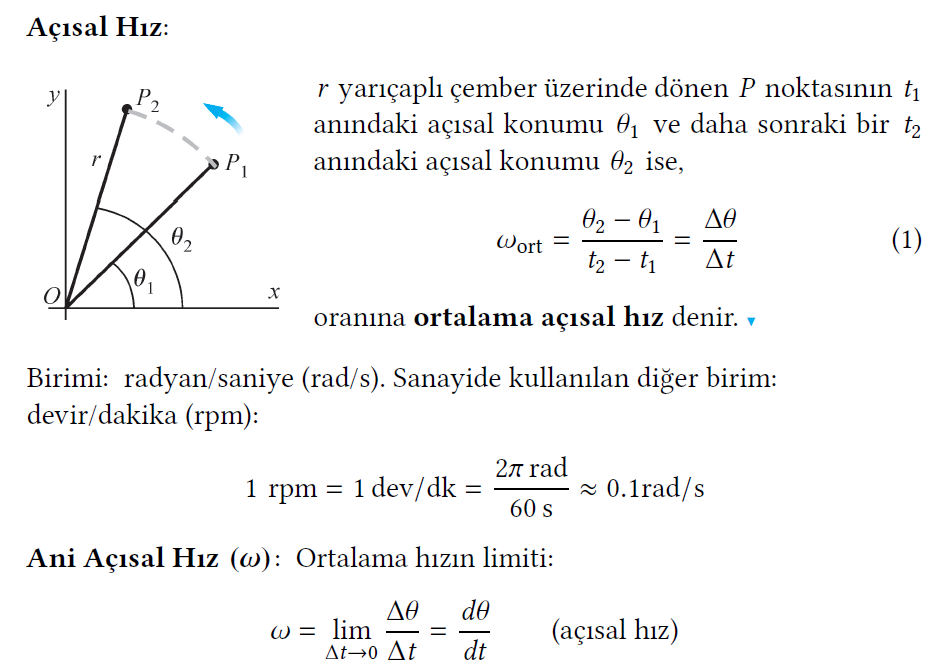 Açısal Hız:
y
P₂
r
P₁
θ₂
θ₁
O
x
r yarıçaplı çember üzerinde dönen P noktasının t₁
anındaki açısal konumu θ₁ ve daha sonraki bir t₂
anındaki açısal konumu θ₂ ise,
ω_ort = (θ₂ − θ₁)/(t₂ − t₁) = Δθ/Δt (1)
oranına ortalama açısal hız denir.
Birimi: radyan/saniye (rad/s). Sanayide kullanılan diğer birim:
devir/dakika (rpm):
1 rpm = 1 dev/dk = 2π rad/60 s ≈ 0.1rad/s
Ani Açısal Hız (ω): Ortalama hızın limiti:
ω = lim_{Δt→0} Δθ/Δt = dθ/dt (açısal hız)